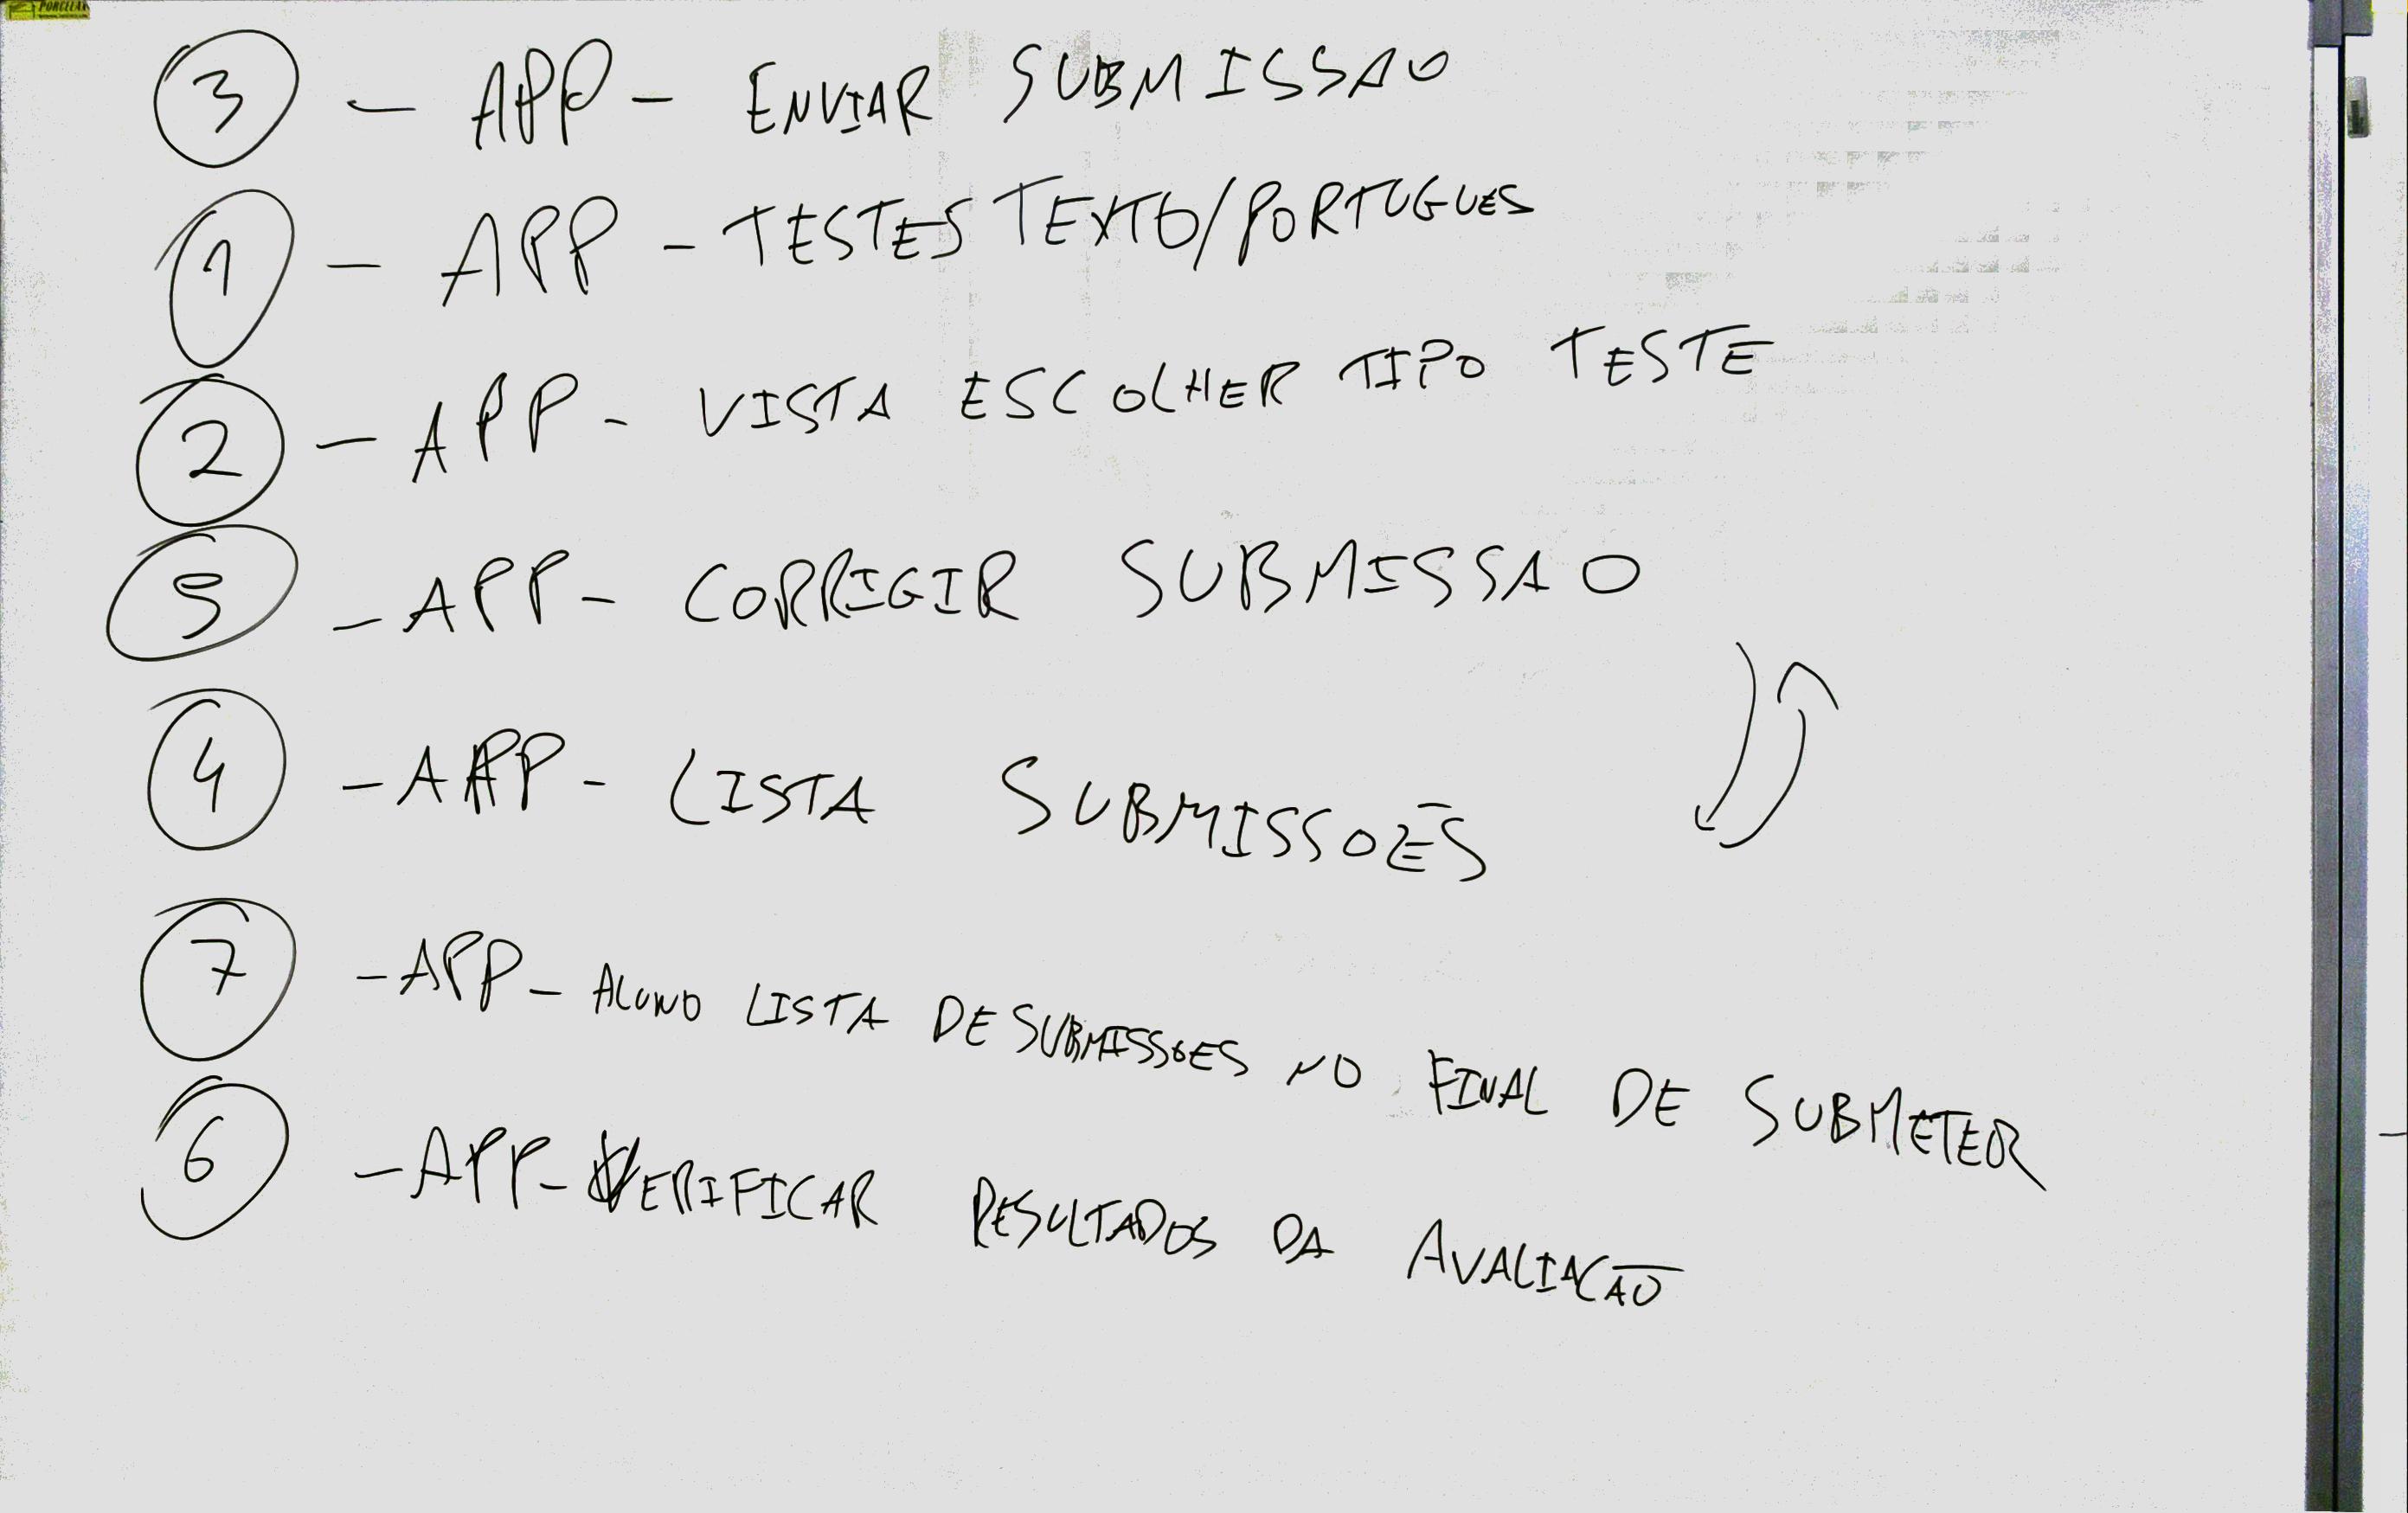 PORCELAN
3 - APP - ENVIAR SUBMISSAO
1 - APP - TESTES TEXTO/PORTUGUES
2 - APP - VISTA ESCOLHER TIPO TESTE
5 - APP - CORRIGIR SUBMISSAO
4 - APP - LISTA SUBMISSOES
7 - APP - ALUNO LISTA DE SUBMISSOES NO FINAL DE SUBMETER
6 - APP - VERIFICAR RESULTADOS DA AVALIACÃO